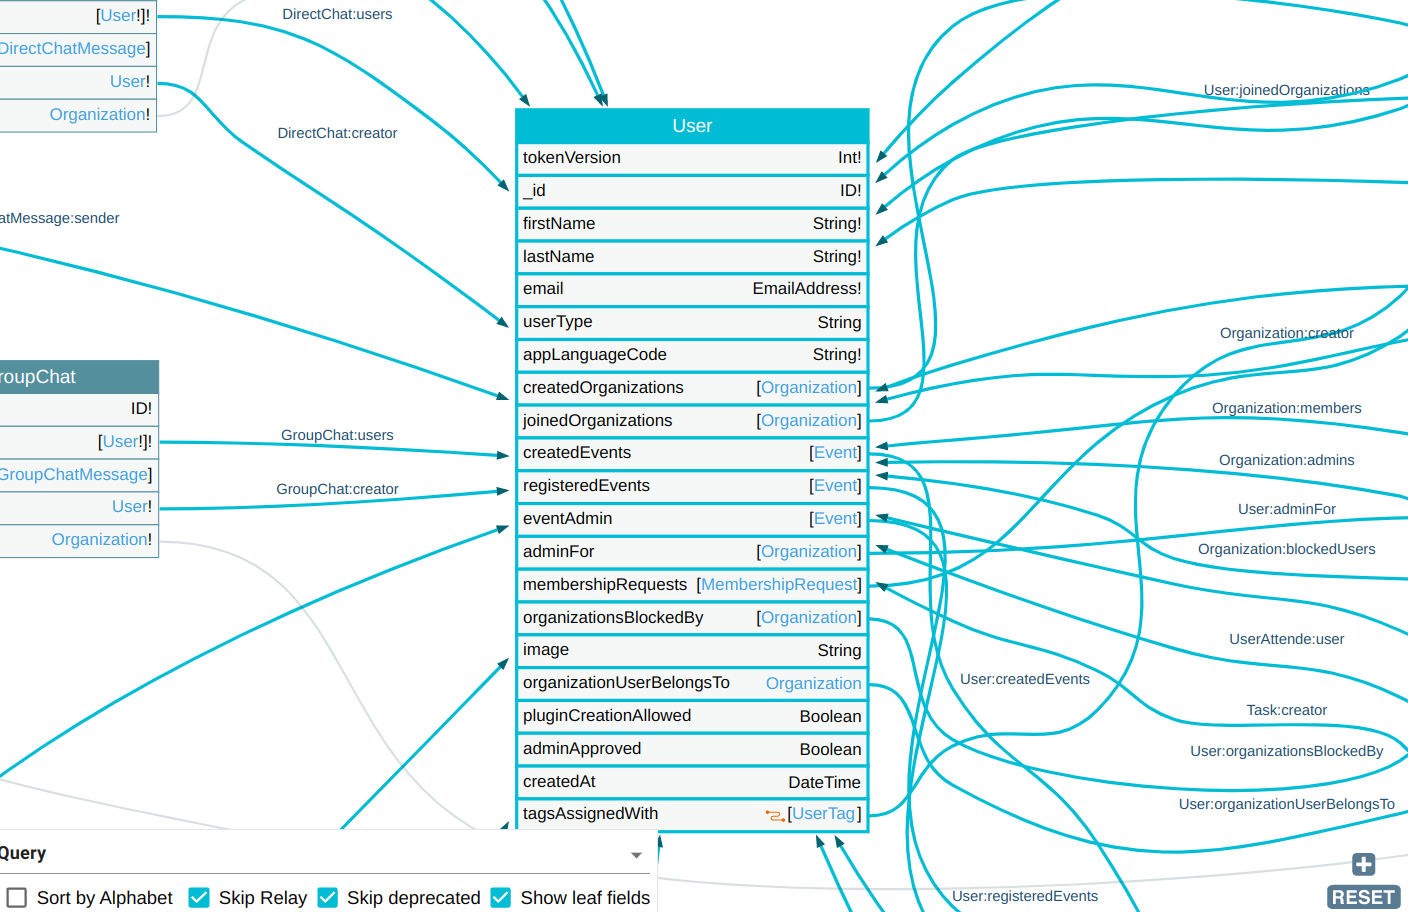 [User!]!
DirectChatMessage]
User!
Organization!
DirectChat:users
DirectChat:creator
atMessage:sender
roupChat
ID!
[User!]!
GroupChatMessage]
User!
Organization!
GroupChat:users
GroupChat:creator
User
tokenVersion Int!
_id ID!
firstName String!
lastName String!
email EmailAddress!
userType String
appLanguageCode String!
createdOrganizations [Organization]
joinedOrganizations [Organization]
createdEvents [Event]
registeredEvents [Event]
eventAdmin [Event]
adminFor [Organization]
membershipRequests [MembershipRequest]
organizationsBlockedBy [Organization]
image String
organizationUserBelongsTo Organization
pluginCreationAllowed Boolean
adminApproved Boolean
createdAt DateTime
tagsAssignedWith [UserTag]
User:joinedOrganizations
Organization:creator
Organization:members
Organization:admins
User:adminFor
Organization:blockedUsers
UserAttende:user
User:createdEvents
Task:creator
User:organizationsBlockedBy
User:organizationUserBelongsTo
User:registeredEvents
Query
Sort by Alphabet Skip Relay Skip deprecated Show leaf fields
RESET